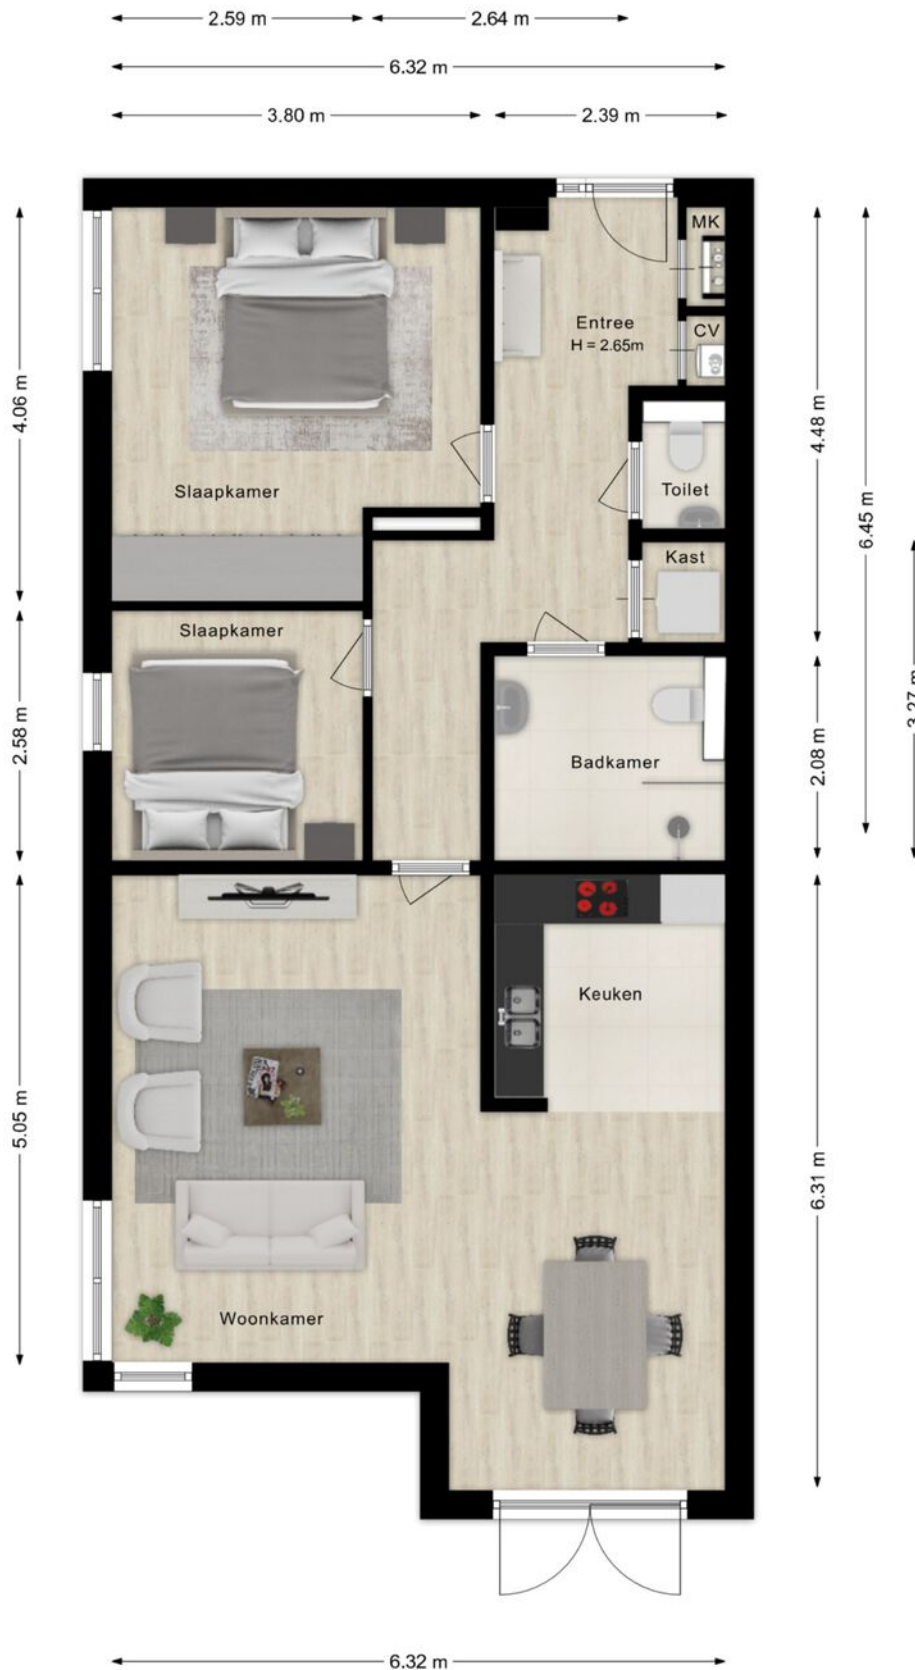 2.59 m
2.64 m
6.32 m
3.80 m
2.39 m
MK
Entree
H = 2.65m
CV
4.06 m
4.48 m
6.45 m
Slaapkamer
Toilet
Kast
Slaapkamer
3.27 m
2.58 m
Badkamer
2.08 m
Keuken
5.05 m
6.31 m
Woonkamer
6.32 m